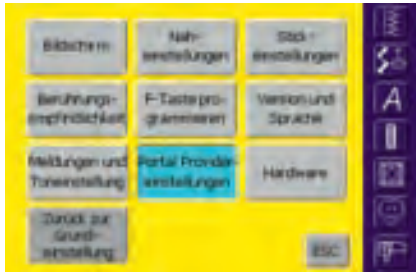 Bildschirm
Näh-
einstellungen
Stick-
einstellungen
Berührungs-
empfindlichkeit
F-Taste pro-
grammieren
Version und
Sprache
Meldungen und
Toneinstellung
Portal Provider-
einstellungen
Hardware
Zurück zur
Grund-
einstellung
ESC
A